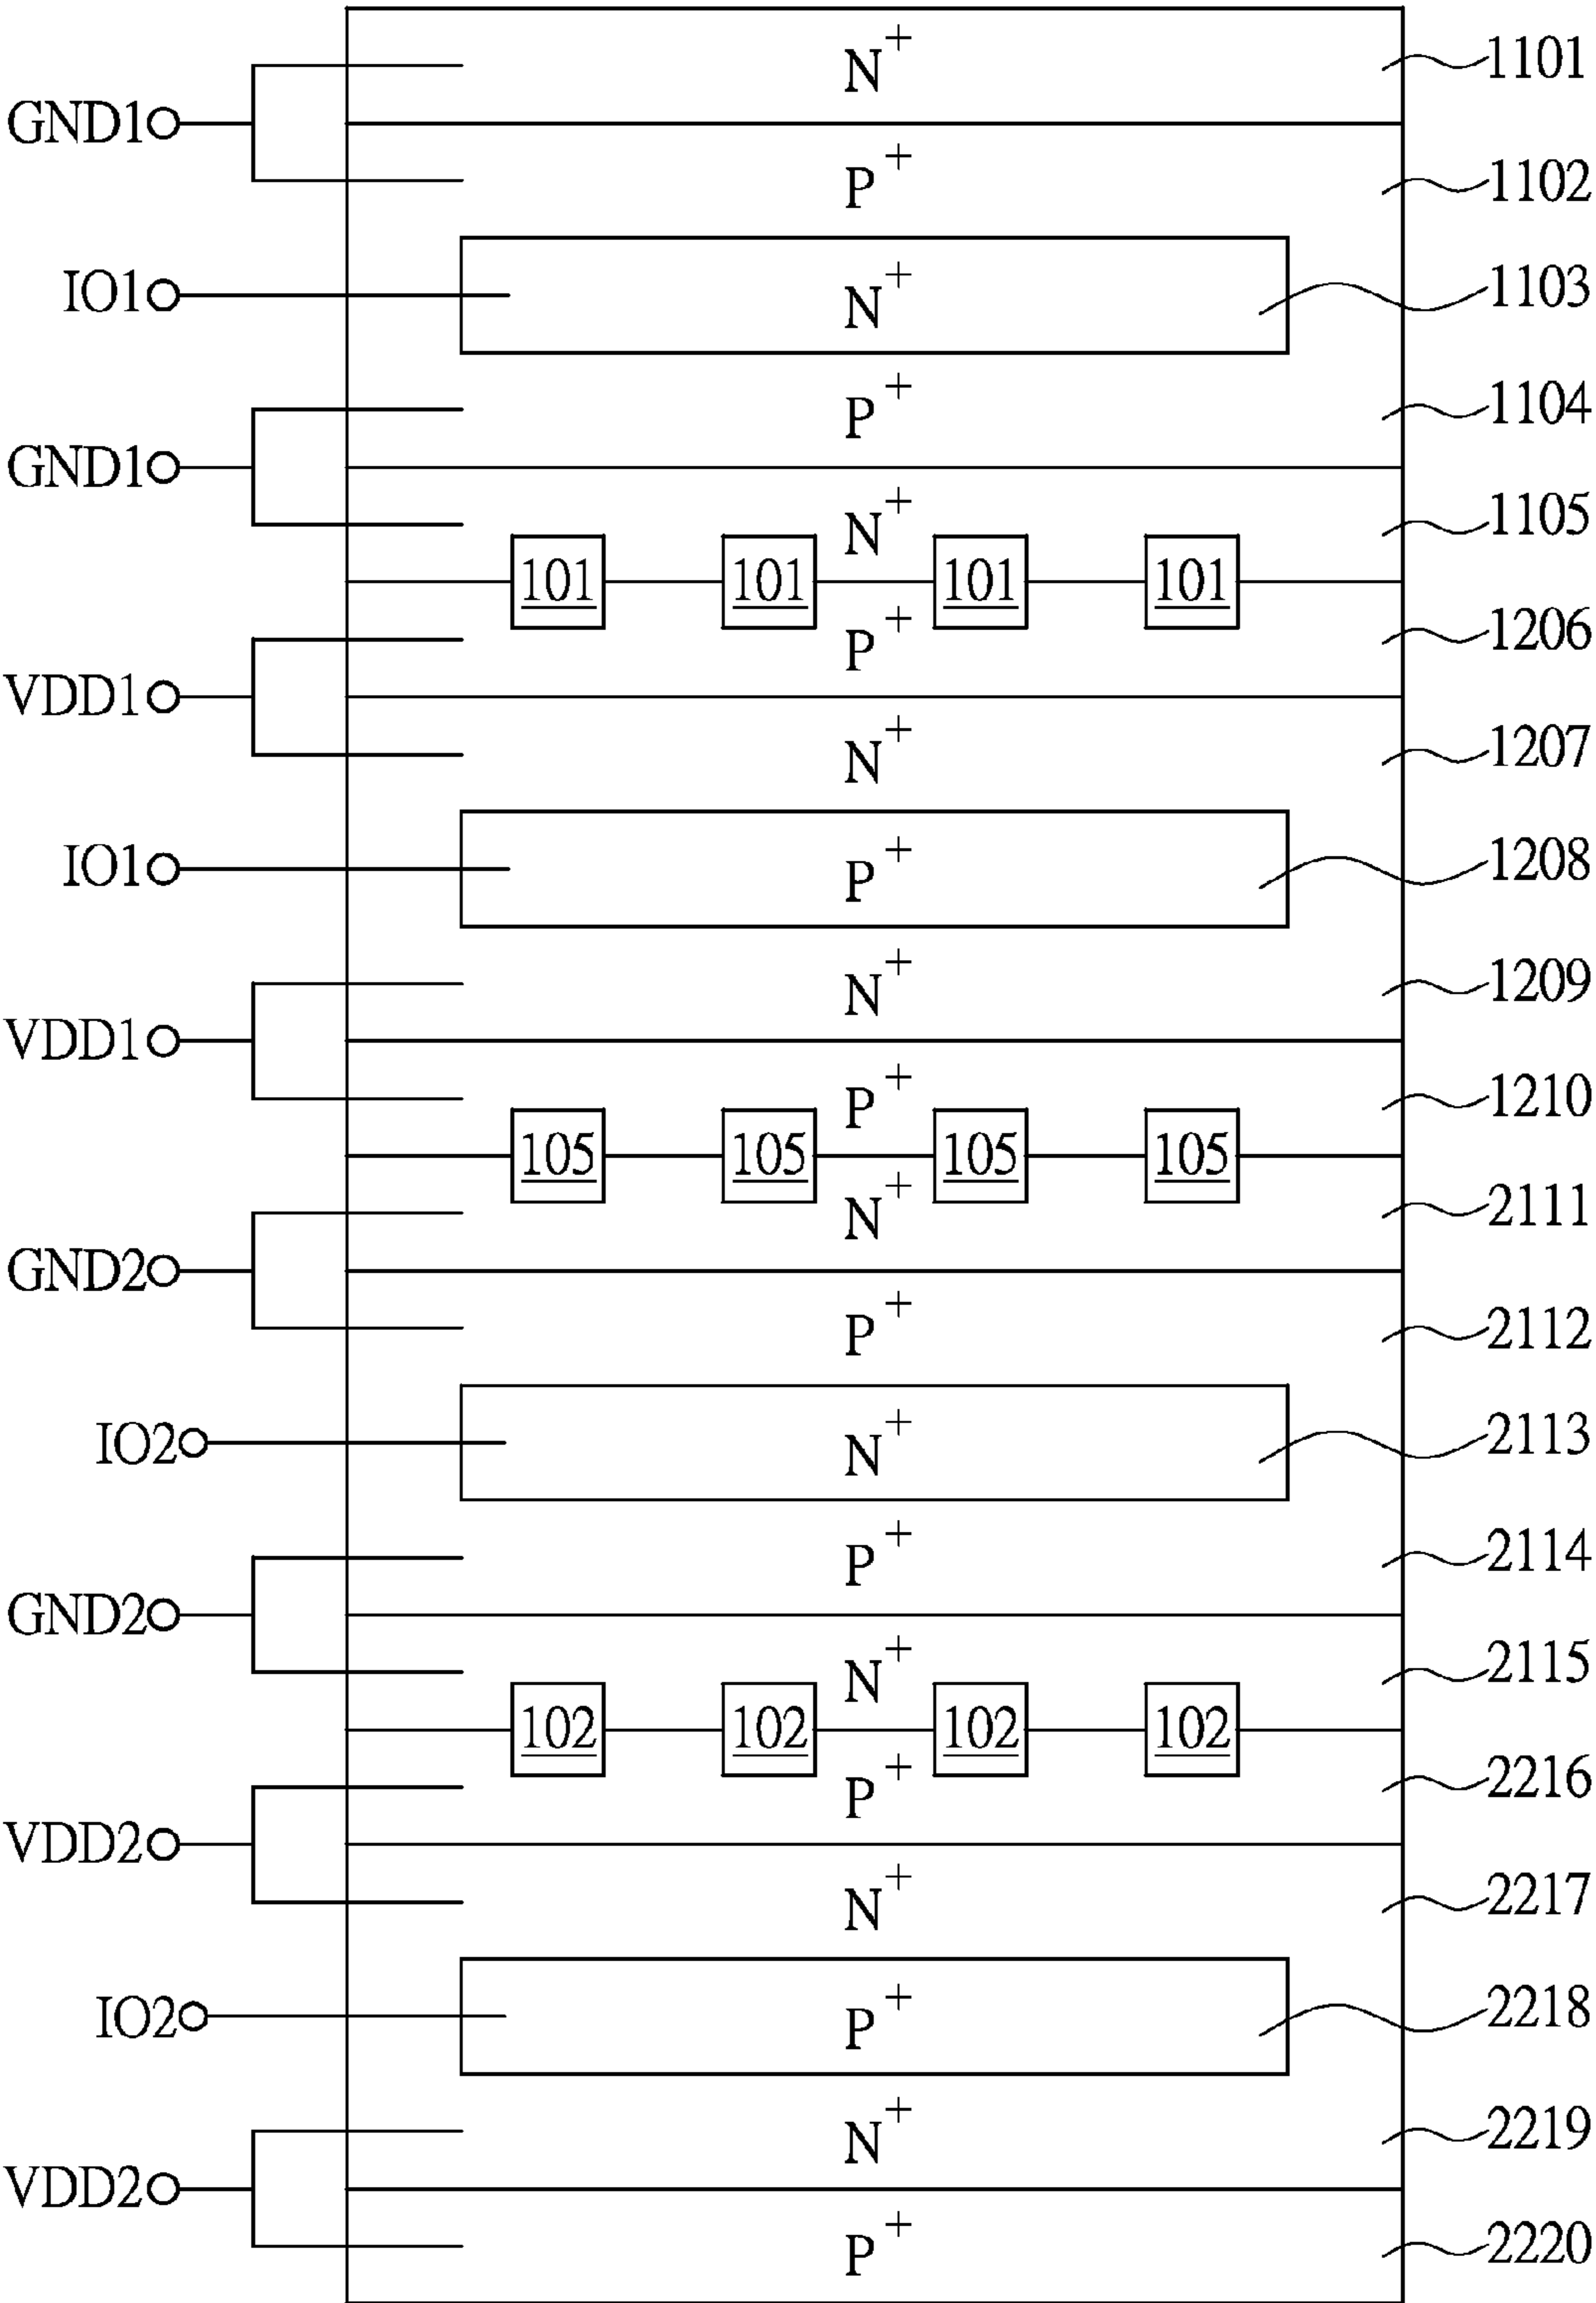 N+ 1101
GND1
P+ 1102
IO1 N+ 1103
P+ 1104
GND1
N+ 1105
101 101 101 101
P+ 1206
VDD1
N+ 1207
IO1 P+ 1208
N+ 1209
VDD1
P+ 1210
105 105 105 105
N+ 2111
GND2
P+ 2112
IO2 N+ 2113
P+ 2114
GND2
N+ 2115
102 102 102 102
P+ 2216
VDD2
N+ 2217
IO2 P+ 2218
N+ 2219
VDD2
P+ 2220